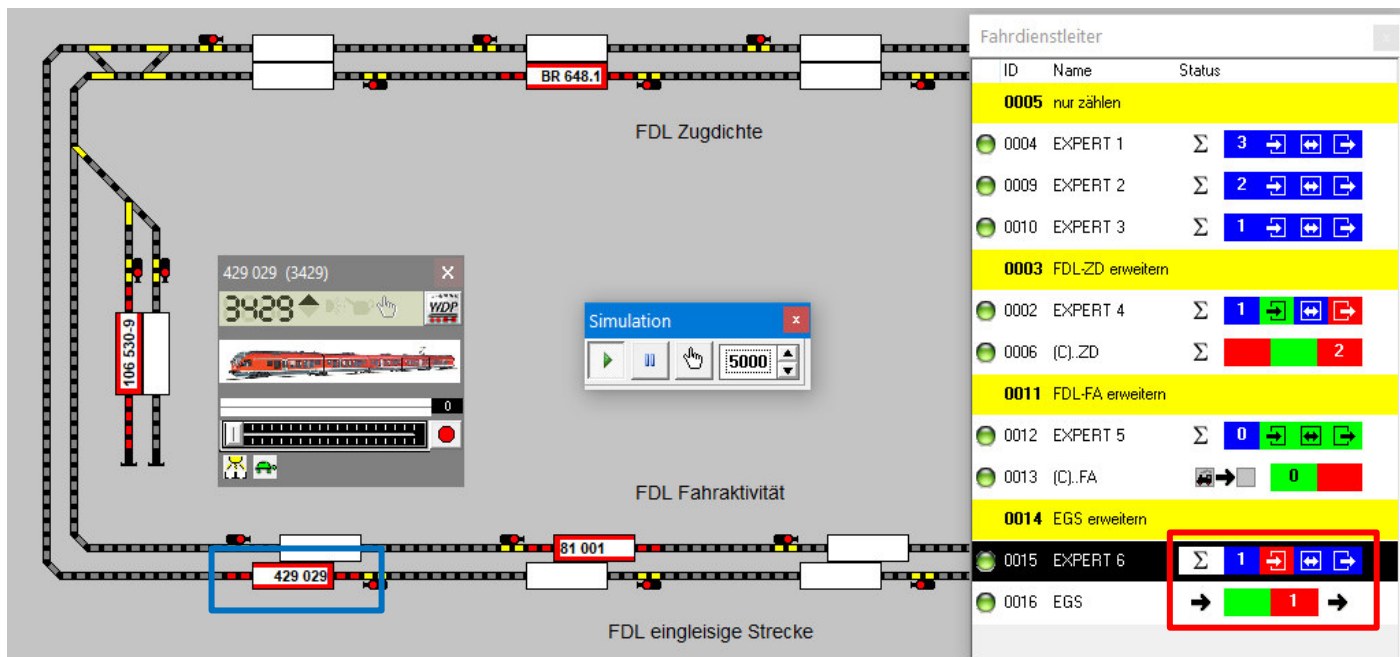 BR 648.1
FDL Zugdichte
106 530-9
429 029 (3429)
3429
WDP
0
Simulation
5000
FDL Fahraktivität
81 001
429 029
FDL eingleisige Strecke
Fahrdienstleiter
ID Name Status
0005 nur zählen
0004 EXPERT 1 Σ 3
0009 EXPERT 2 Σ 2
0010 EXPERT 3 Σ 1
0003 FDL-ZD erweitern
0002 EXPERT 4 Σ 1
0006 (C)..ZD Σ 2
0011 FDL-FA erweitern
0012 EXPERT 5 Σ 0
0013 (C)..FA 0
0014 EGS erweitern
0015 EXPERT 6 Σ 1
0016 EGS 1